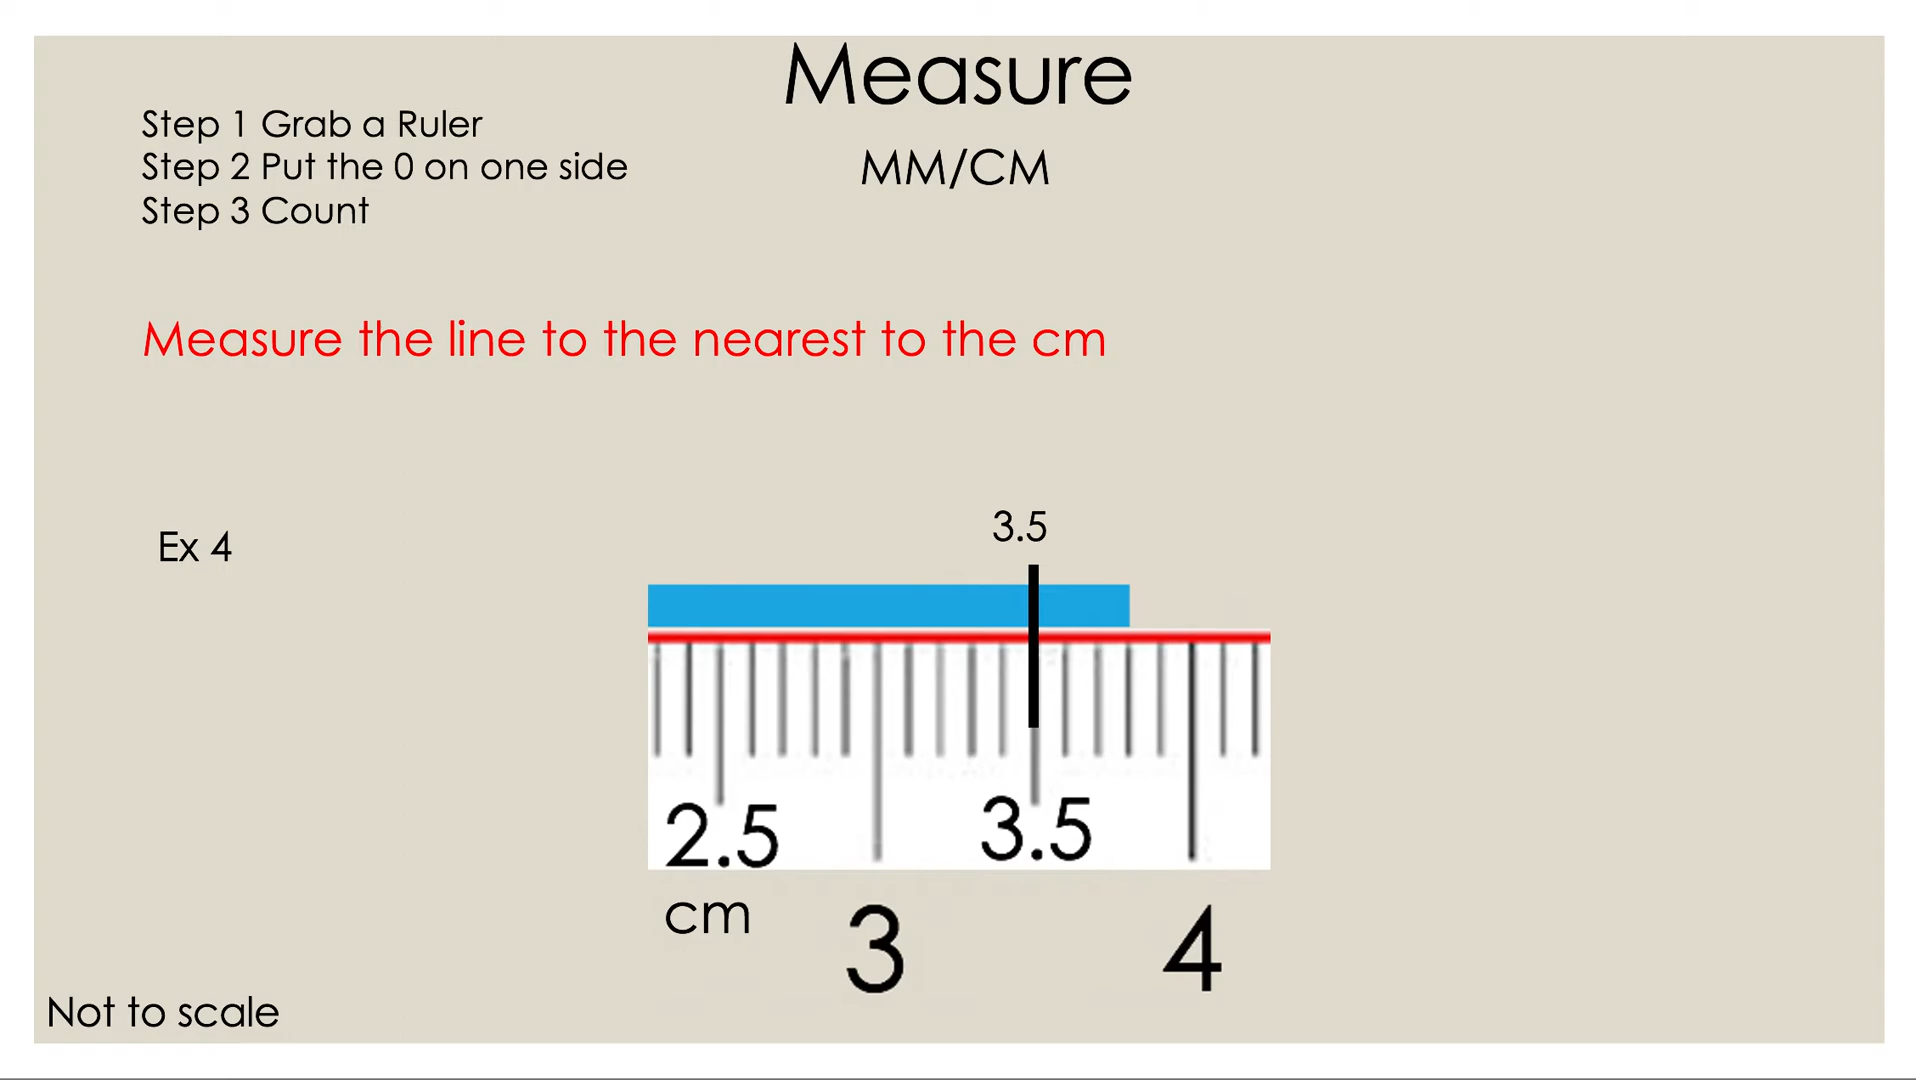 Measure
MM/CM
Step 1 Grab a Ruler
Step 2 Put the 0 on one side
Step 3 Count
Measure the line to the nearest to the cm
Ex 4
3.5
2.5
3.5
cm
3
4
Not to scale